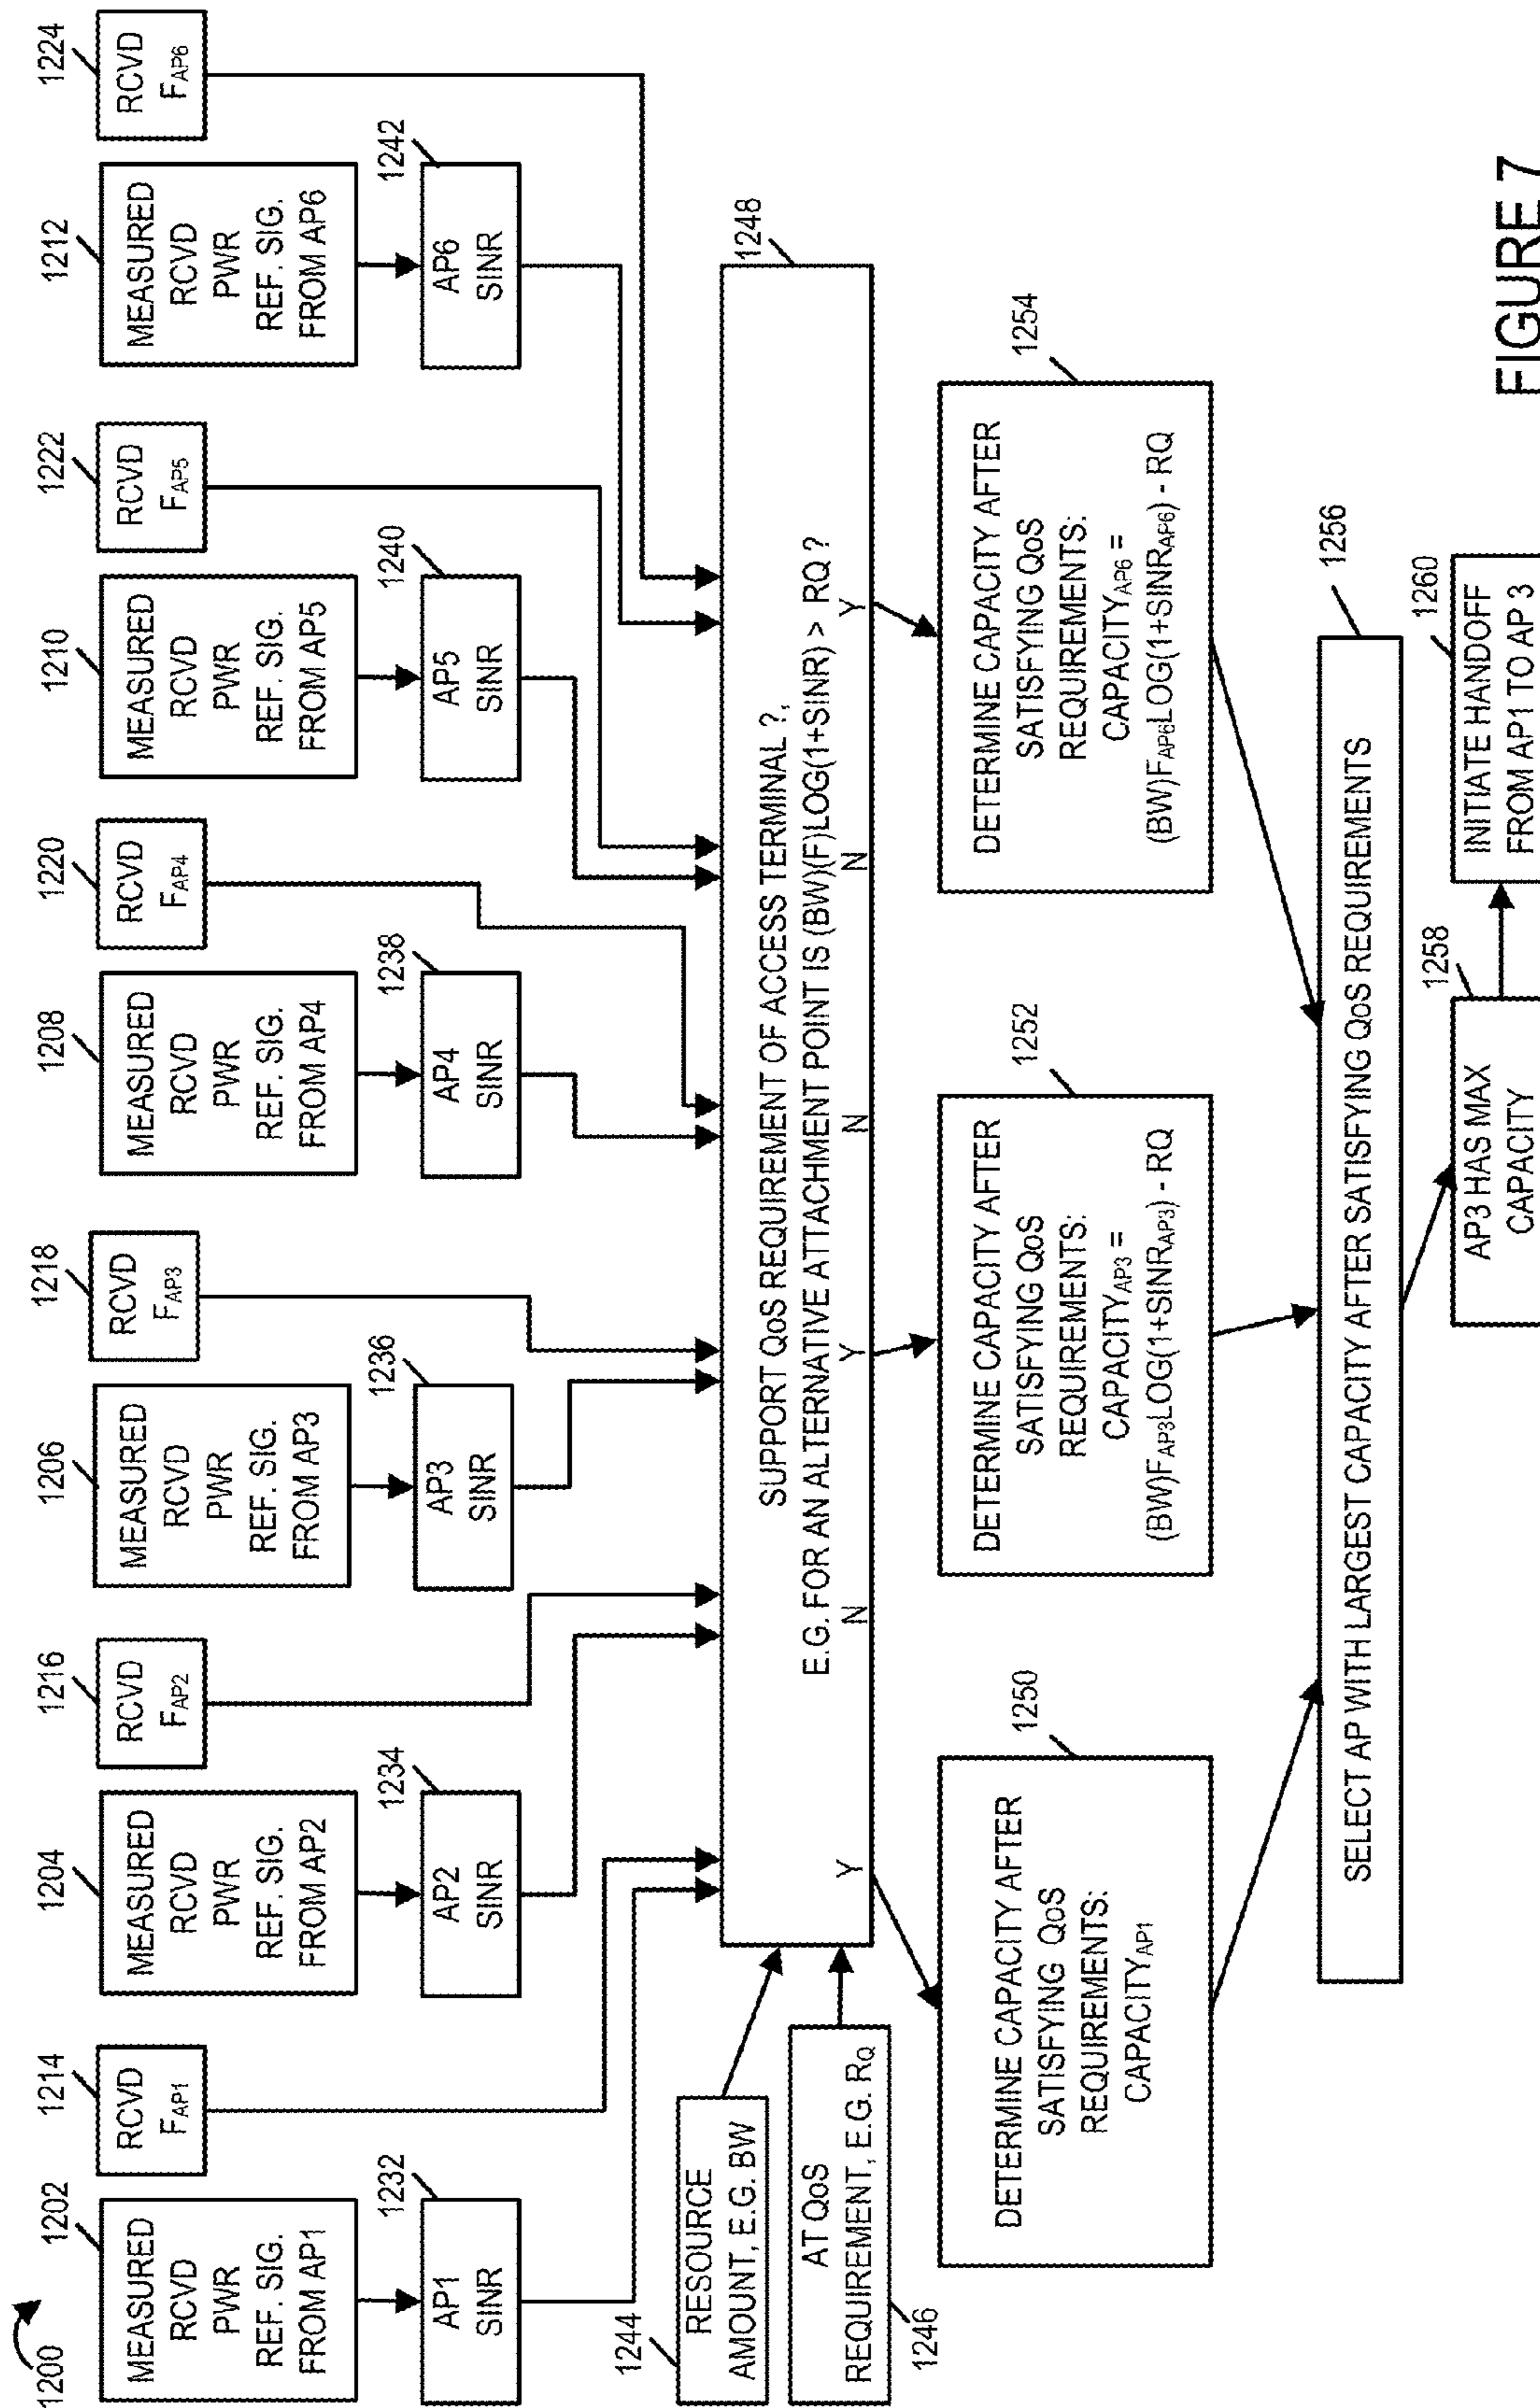 1200
1202
MEASURED
RCVD
PWR
REF. SIG.
FROM AP1
1214
RCVD
FAP1
1204
MEASURED
RCVD
PWR
REF. SIG.
FROM AP2
1216
RCVD
FAP2
1206
MEASURED
RCVD
PWR
REF. SIG.
FROM AP3
1218
RCVD
FAP3
1208
MEASURED
RCVD
PWR
REF. SIG.
FROM AP4
1220
RCVD
FAP4
1210
MEASURED
RCVD
PWR
REF. SIG.
FROM AP5
1222
RCVD
FAP5
1212
MEASURED
RCVD
PWR
REF. SIG.
FROM AP6
1224
RCVD
FAP6
1232
AP1
SINR
1234
AP2
SINR
1236
AP3
SINR
1238
AP4
SINR
1240
AP5
SINR
1242
AP6
SINR
1244
RESOURCE
AMOUNT, E.G. BW
AT QoS
REQUIREMENT, E.G. RQ
1246
1248
SUPPORT QoS REQUIREMENT OF ACCESS TERMINAL ?,
E.G. FOR AN ALTERNATIVE ATTACHMENT POINT IS (BW)(F)LOG(1+SINR) > RQ ?
Y N Y N N Y
1250
DETERMINE CAPACITY AFTER
SATISFYING QoS
REQUIREMENTS:
CAPACITYAP1
1252
DETERMINE CAPACITY AFTER
SATISFYING QoS
REQUIREMENTS:
CAPACITYAP3 =
(BW)FAP3LOG(1+SINRAP3) - RQ
1254
DETERMINE CAPACITY AFTER
SATISFYING QoS
REQUIREMENTS:
CAPACITYAP6 =
(BW)FAP6LOG(1+SINRAP6) - RQ
1256
SELECT AP WITH LARGEST CAPACITY AFTER SATISFYING QoS REQUIREMENTS
1258
AP3 HAS MAX
CAPACITY
1260
INITIATE HANDOFF
FROM AP1 TO AP 3
FIGURE 7